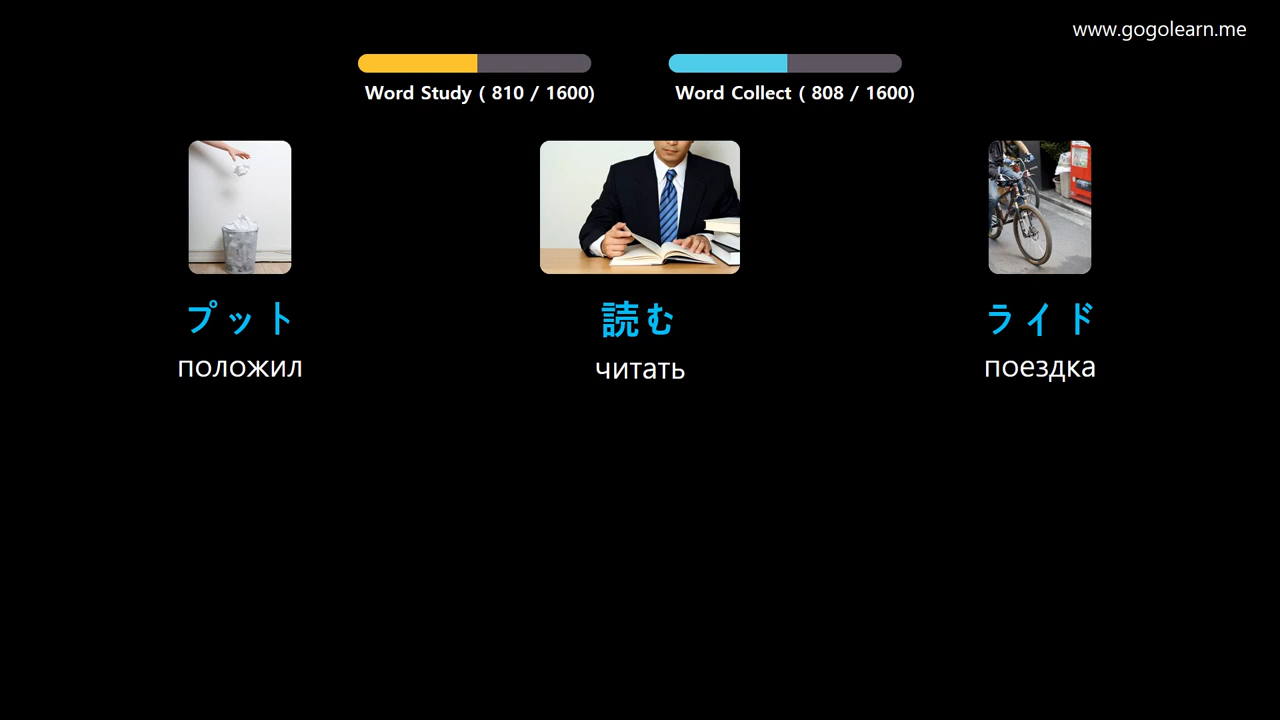 www.gogolearn.me
Word Study ( 810 / 1600)
Word Collect ( 808 / 1600)
プット
読む
ライド
положил
читать
поездка